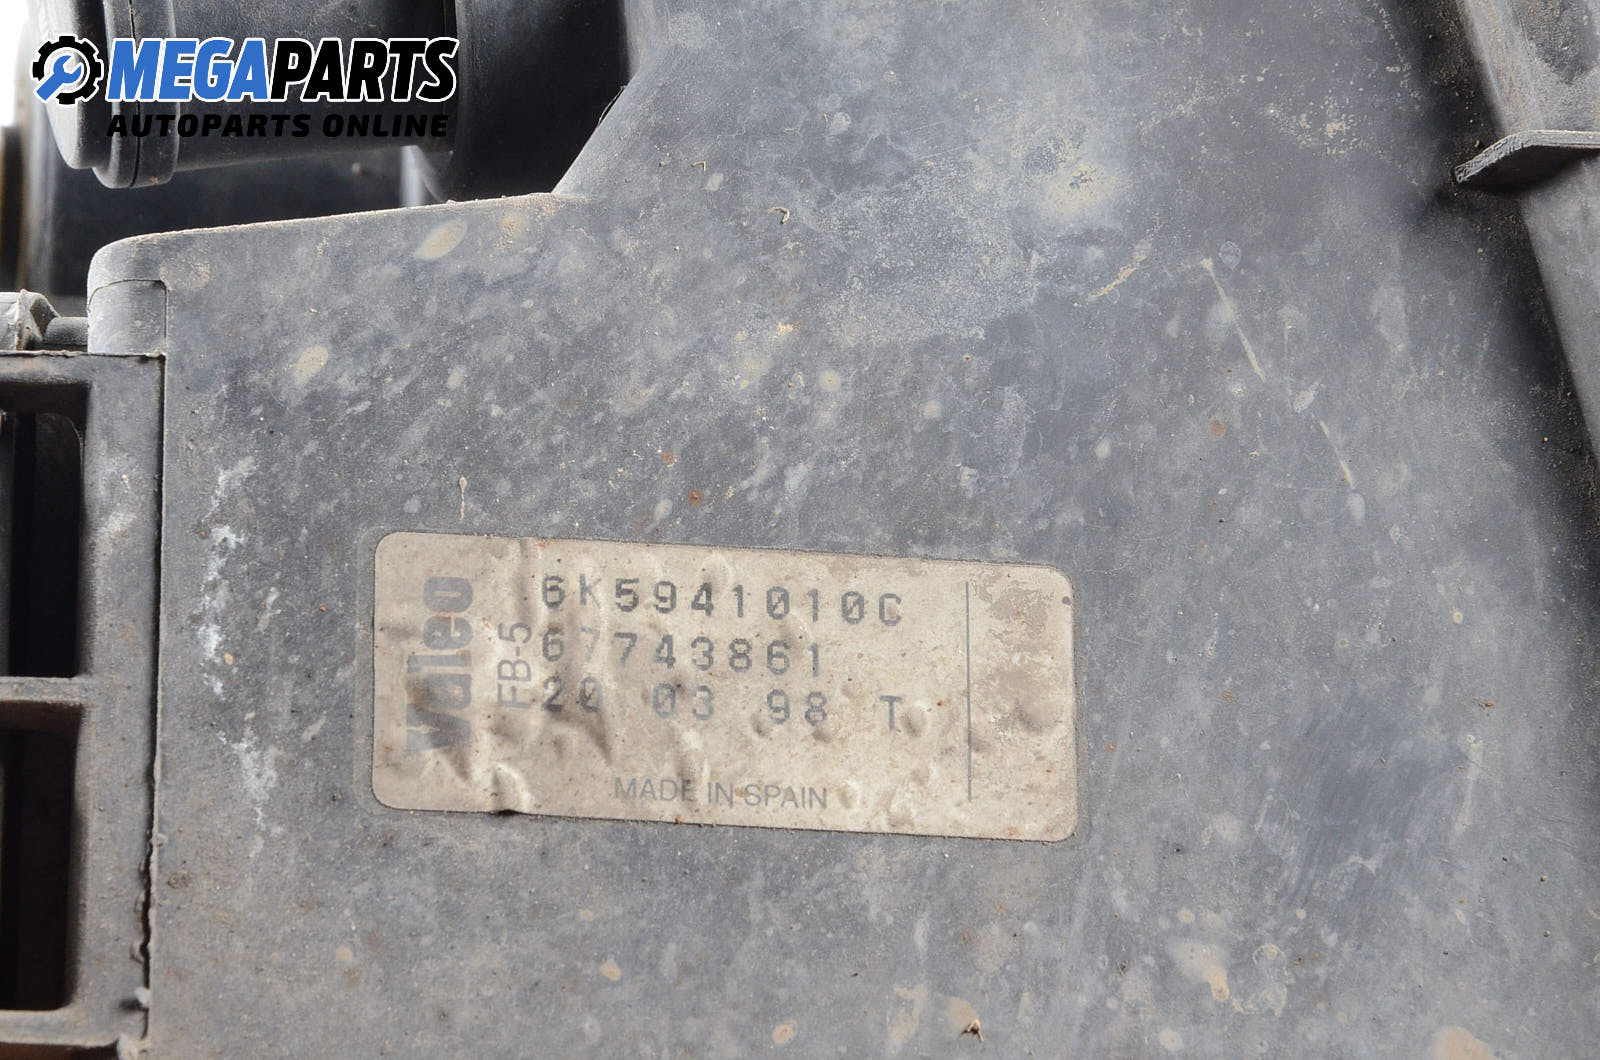 MEGAPARTS
AUTOPARTS ONLINE
Valeo
FB-5
6K5941010C
67743861
20 03 98 T
MADE IN SPAIN